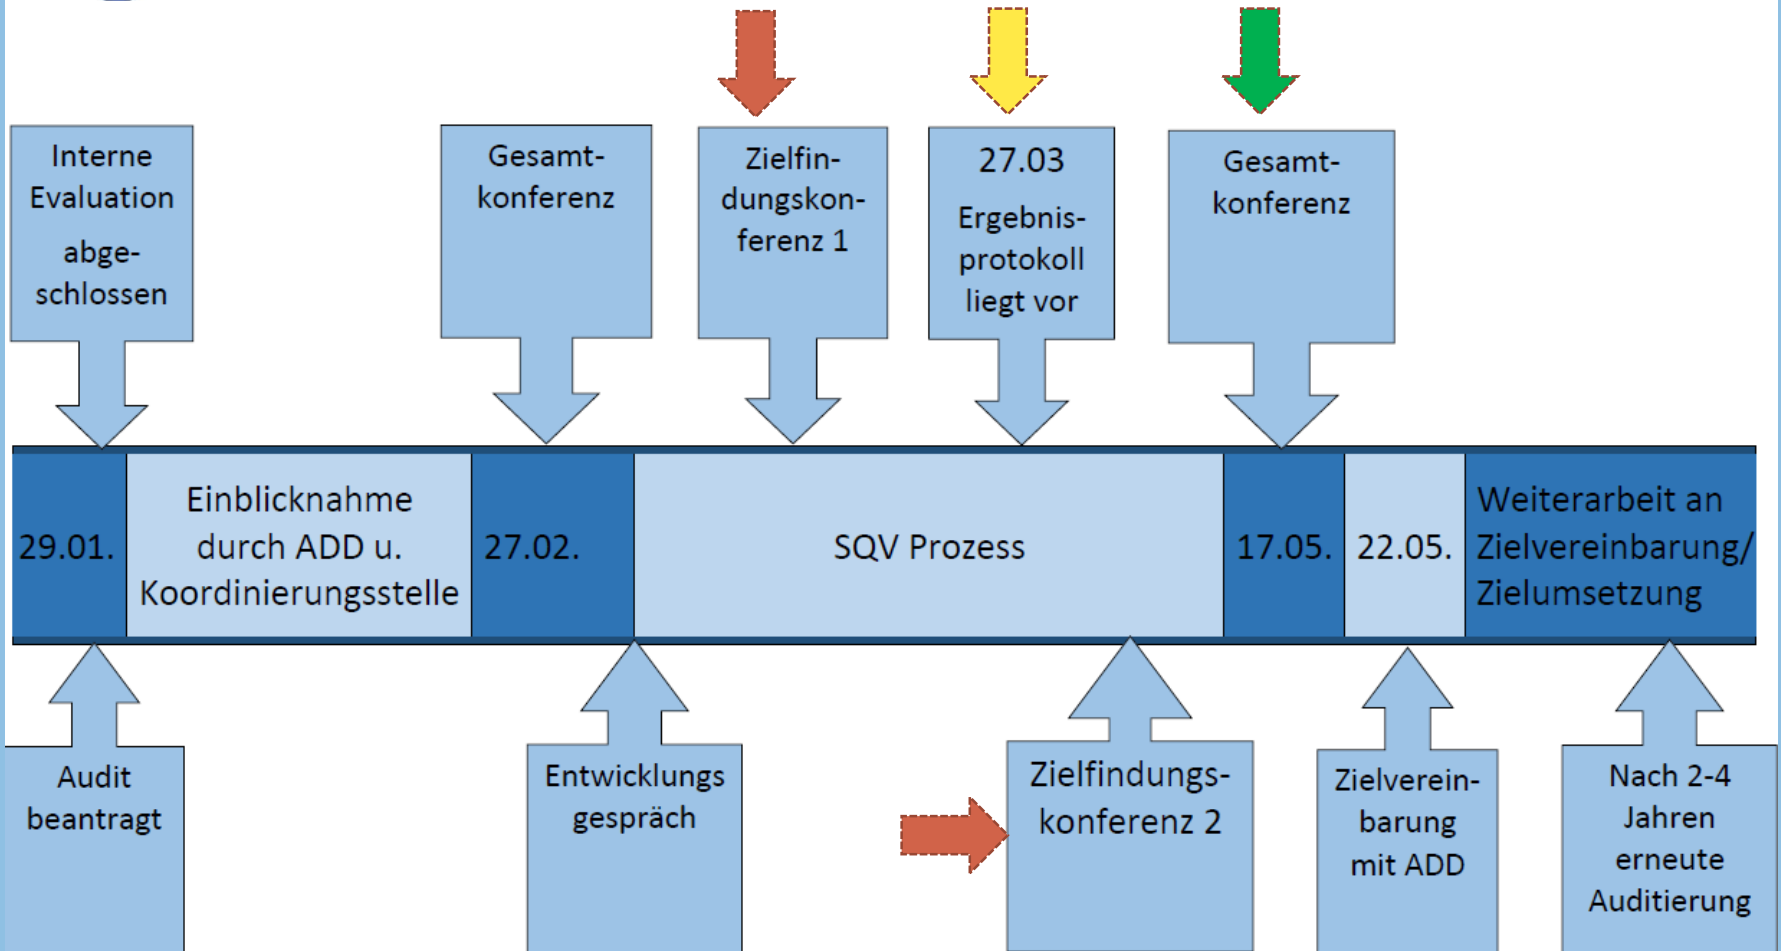 Interne
Evaluation
abge-
schlossen
Gesamt-
konferenz
Zielfin-
dungskon-
ferenz 1
27.03
Ergebnis-
protokoll
liegt vor
Gesamt-
konferenz
29.01.
Einblicknahme
durch ADD u.
Koordinierungsstelle
27.02.
SQV Prozess
17.05.
22.05.
Weiterarbeit an
Zielvereinbarung/
Zielumsetzung
Audit
beantragt
Entwicklungs
gespräch
Zielfindungs-
konferenz 2
Zielverein-
barung
mit ADD
Nach 2-4
Jahren
erneute
Auditierung